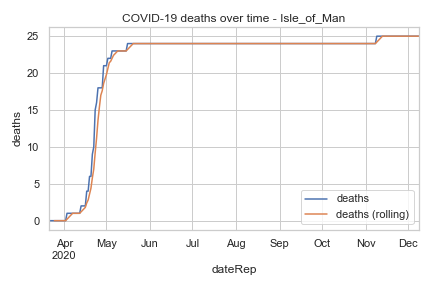 COVID-19 deaths over time - Isle_of_Man
deaths
25
20
15
10
5
0
deaths
deaths (rolling)
Apr May Jun Jul Aug Sep Oct Nov Dec
2020
dateRep